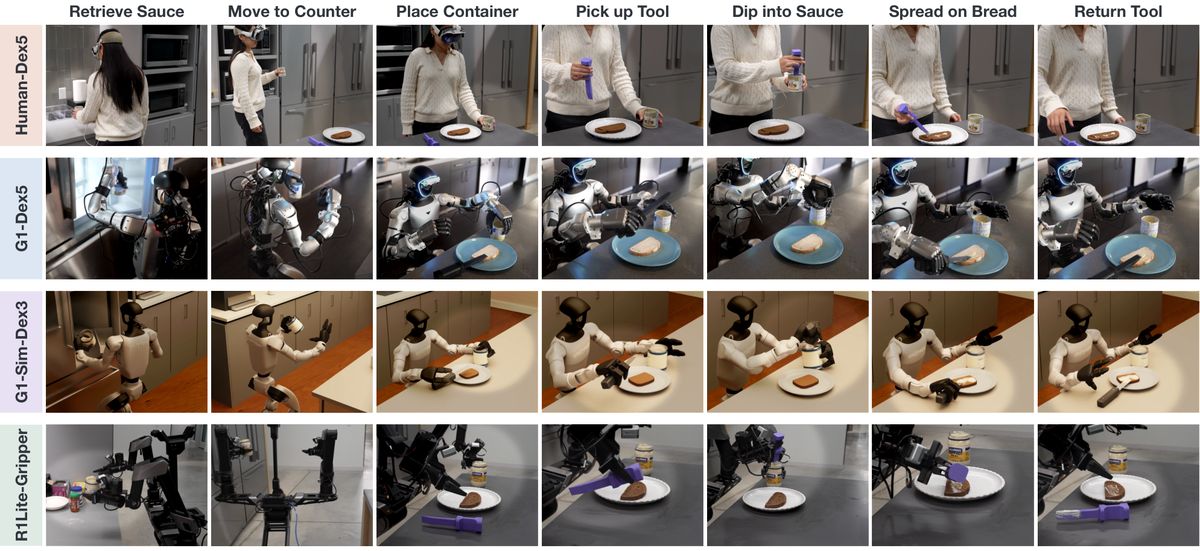 Retrieve Sauce
Move to Counter
Place Container
Pick up Tool
Dip into Sauce
Spread on Bread
Return Tool
Human-Dex5
G1-Dex5
G1-Sim-Dex3
R1Lite-Gripper